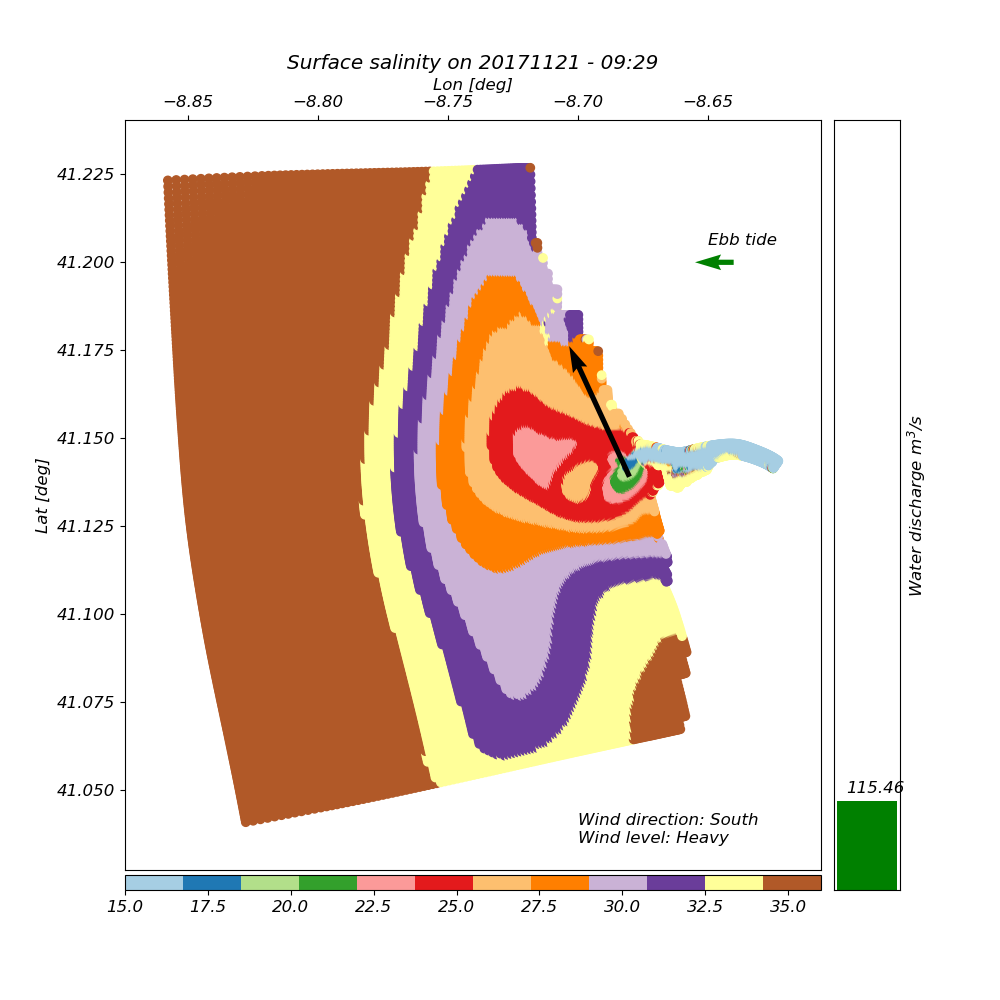 Surface salinity on 20171121 - 09:29
Lon [deg]
−8.85 −8.80 −8.75 −8.70 −8.65
41.225
41.200
41.175
41.150
41.125
41.100
41.075
41.050
Lat [deg]
Ebb tide
Wind direction: South
Wind level: Heavy
115.46
Water discharge m³/s
15.0 17.5 20.0 22.5 25.0 27.5 30.0 32.5 35.0